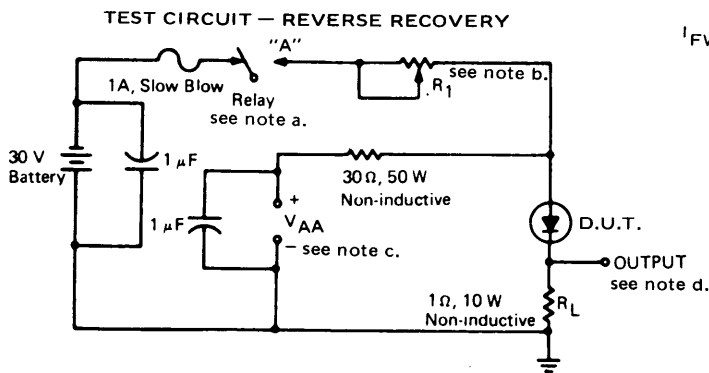 TEST CIRCUIT — REVERSE RECOVERY
I FW
"A"
1A, Slow Blow
Relay
see note a.
see note b.
R1
30 V
Battery
1 μF
30 Ω, 50 W
Non-inductive
1 μF
+
VAA
– see note c.
D.U.T.
OUTPUT
see note d.
1 Ω, 10 W
Non-inductive
RL